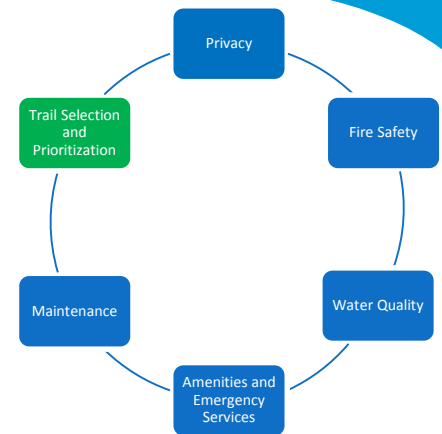 Privacy
Trail Selection
and
Prioritization
Fire Safety
Maintenance
Water Quality
Amenities and
Emergency
Services